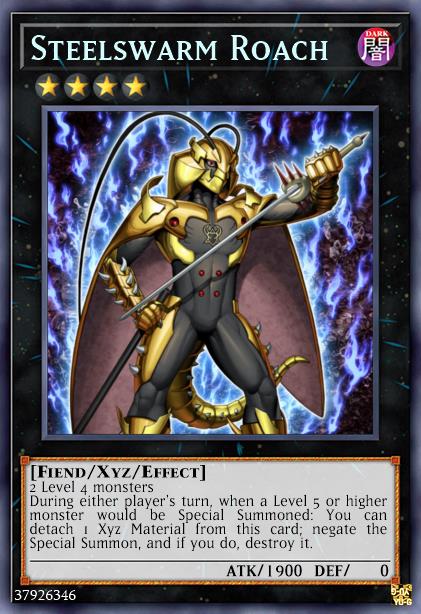 STEELSWARM ROACH
DARK
闇
[FIEND/XYZ/EFFECT]
2 Level 4 monsters
During either player's turn, when a Level 5 or higher
monster would be Special Summoned: You can
detach 1 Xyz Material from this card; negate the
Special Summon, and if you do, destroy it.
ATK/1900 DEF/ 0
37926346